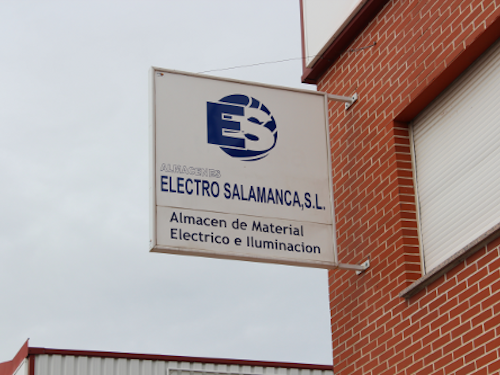 ES
ALMACENES
ELECTRO SALAMANCA,S.L.
Almacen de Material
Electrico e Iluminacion